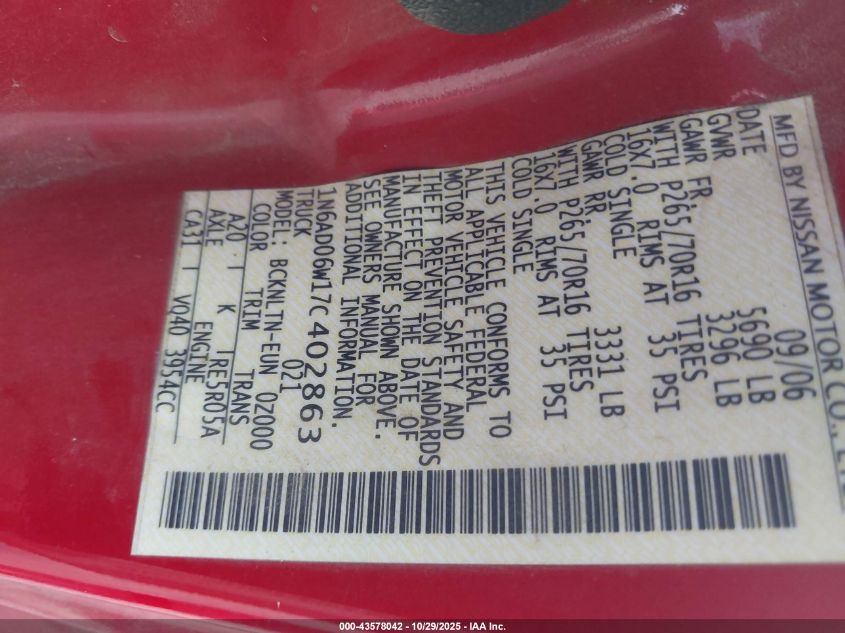 MFD BY NISSAN MOTOR CO., LTD
DATE 09/06
GVWR 5690 LB
GAWR FR. 3296 LB
WITH P265/70R16 TIRES
16X7.0 RIMS AT 35 PSI
COLD SINGLE
GAWR RR 3331 LB
WITH P265/70R16 TIRES
16X7.0 RIMS AT 35 PSI
COLD SINGLE
THIS VEHICLE CONFORMS TO
ALL APPLICABLE FEDERAL
MOTOR VEHICLE SAFETY AND
THEFT PREVENTION STANDARDS
IN EFFECT ON THE DATE OF
MANUFACTURE SHOWN ABOVE.
SEE OWNERS MANUAL FOR
ADDITIONAL INFORMATION.
1N6AD06W17C402863
TRUCK 021
MODEL: BCKNLTN-EUN 0Z000
COLOR TRIM TRANS
A20 K RE5R05A
AXLE ENGINE
CA31 VQ40 3954CC
000-43578042 / 10/29/2025 - IAA Inc.